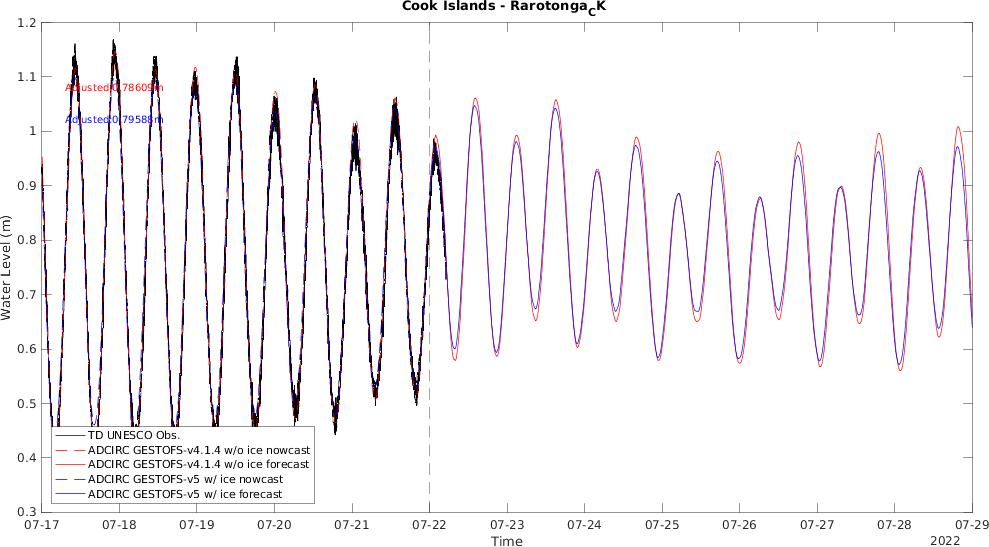 Cook Islands - Rarotonga_CK
1.2
1.1
1
0.9
0.8
0.7
0.6
0.5
0.4
0.3
Water Level (m)
Adjusted:0.78609m
Adjusted:0.79588m
TD UNESCO Obs.
ADCIRC GESTOFS-v4.1.4 w/o ice nowcast
ADCIRC GESTOFS-v4.1.4 w/o ice forecast
ADCIRC GESTOFS-v5 w/ ice nowcast
ADCIRC GESTOFS-v5 w/ ice forecast
07-17 07-18 07-19 07-20 07-21 07-22 07-23 07-24 07-25 07-26 07-27 07-28 07-29
Time
2022